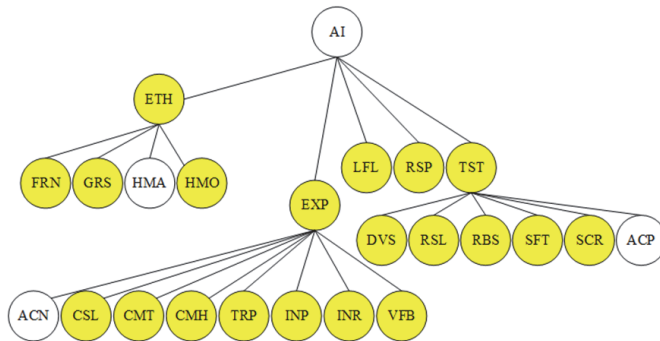 AI
ETH
LFL RSP TST
FRN GRS HMA HMO
EXP
DVS RSL RBS SFT SCR ACP
ACN CSL CMT CMH TRP INP INR VFB